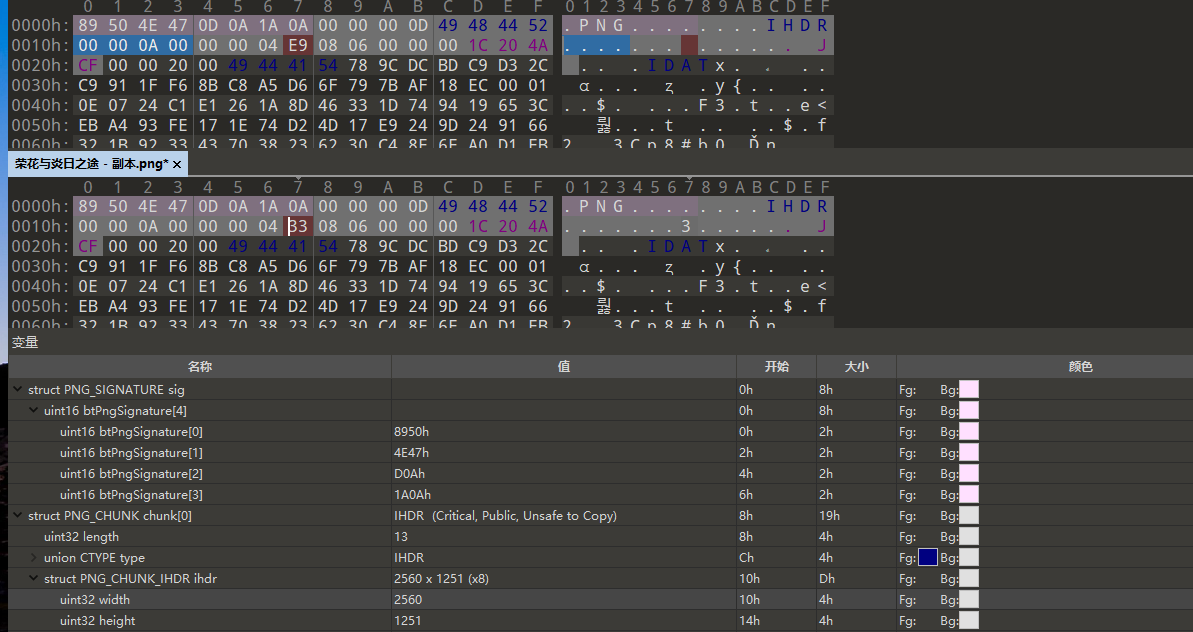 0 1 2 3 4 5 6 7 8 9 A B C D E F 0123456789ABCDEF
0000h: 89 50 4E 47 0D 0A 1A 0A 00 00 00 0D 49 48 44 52 .PNG........IHDR
0010h: 00 00 0A 00 00 00 04 E9 08 06 00 00 00 1C 20 4A .............. J
0020h: CF 00 00 20 00 49 44 41 54 78 9C DC BD C9 D3 2C ... .IDATx. . ..
0030h: C9 91 1F F6 8B C8 A5 D6 6F 79 7B AF 18 EC 00 01
0040h: 0E 07 24 C1 E1 26 1A 8D 46 33 1D 74 94 19 65 3C
0050h: EB A4 93 FE 17 1E 74 D2 4D 17 E9 24 9D 24 91 66
0060h: 32 1B 92 33 43 70 38 23 62 30 C4 8F 6F A0 D1 FB
荣花与炎日之途 - 副本.png* ×
0 1 2 3 4 5 6 7 8 9 A B C D E F 0123456789ABCDEF
0000h: 89 50 4E 47 0D 0A 1A 0A 00 00 00 0D 49 48 44 52 .PNG........IHDR
0010h: 00 00 0A 00 00 00 04 33 08 06 00 00 00 1C 20 4A .......3...... J
0020h: CF 00 00 20 00 49 44 41 54 78 9C DC BD C9 D3 2C ... .IDATx. . ..
0030h: C9 91 1F F6 8B C8 A5 D6 6F 79 7B AF 18 EC 00 01
0040h: 0E 07 24 C1 E1 26 1A 8D 46 33 1D 74 94 19 65 3C
0050h: EB A4 93 FE 17 1E 74 D2 4D 17 E9 24 9D 24 91 66
0060h: 32 1B 92 33 43 70 38 23 62 30 C4 8F 6F A0 D1 FB
变量
名称 值 开始 大小 颜色
struct PNG_SIGNATURE sig 0h 8h Fg: Bg:
uint16 btPngSignature[4] 0h 8h Fg: Bg:
uint16 btPngSignature[0] 8950h 0h 2h Fg: Bg:
uint16 btPngSignature[1] 4E47h 2h 2h Fg: Bg:
uint16 btPngSignature[2] D0Ah 4h 2h Fg: Bg:
uint16 btPngSignature[3] 1A0Ah 6h 2h Fg: Bg:
struct PNG_CHUNK chunk[0] IHDR (Critical, Public, Unsafe to Copy) 8h 19h Fg: Bg:
uint32 length 13 8h 4h Fg: Bg:
union CTYPE type IHDR Ch 4h Fg: Bg:
struct PNG_CHUNK_IHDR ihdr 2560 x 1251 (x8) 10h Dh Fg: Bg:
uint32 width 2560 10h 4h Fg: Bg:
uint32 height 1251 14h 4h Fg: Bg: